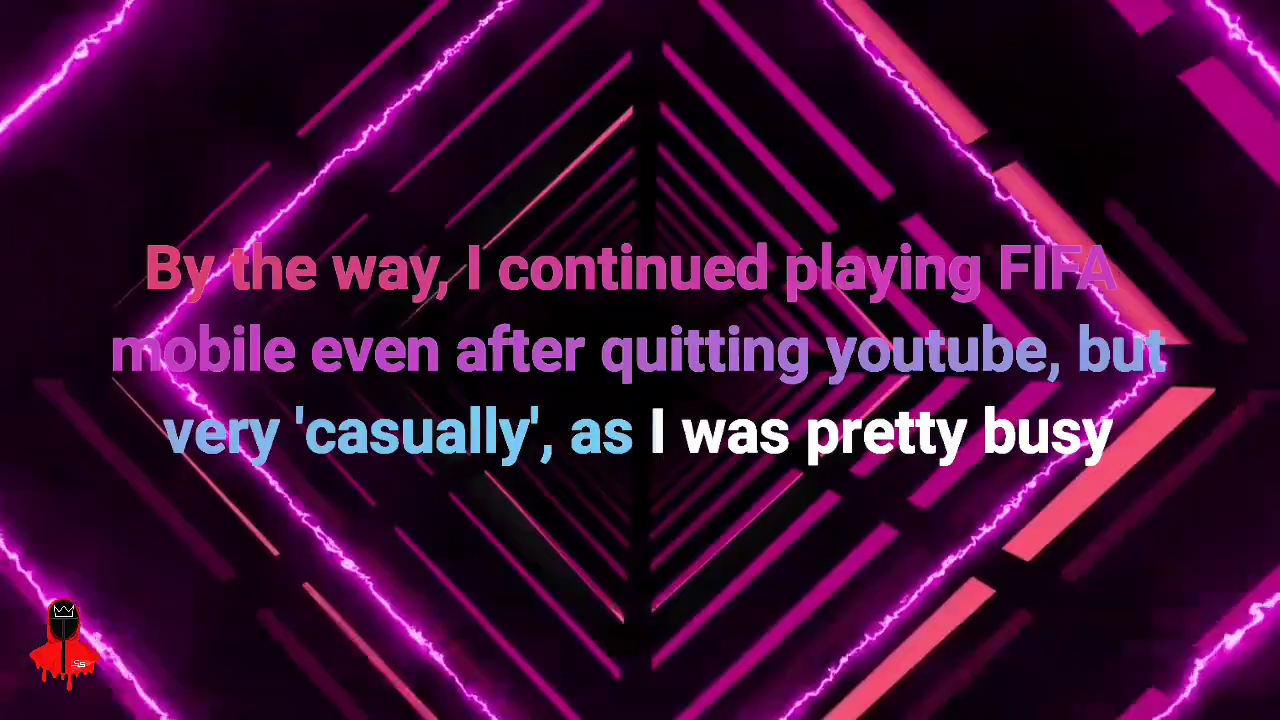 By the way, I continued playing FIFA
mobile even after quitting youtube, but
very 'casually', as I was pretty busy